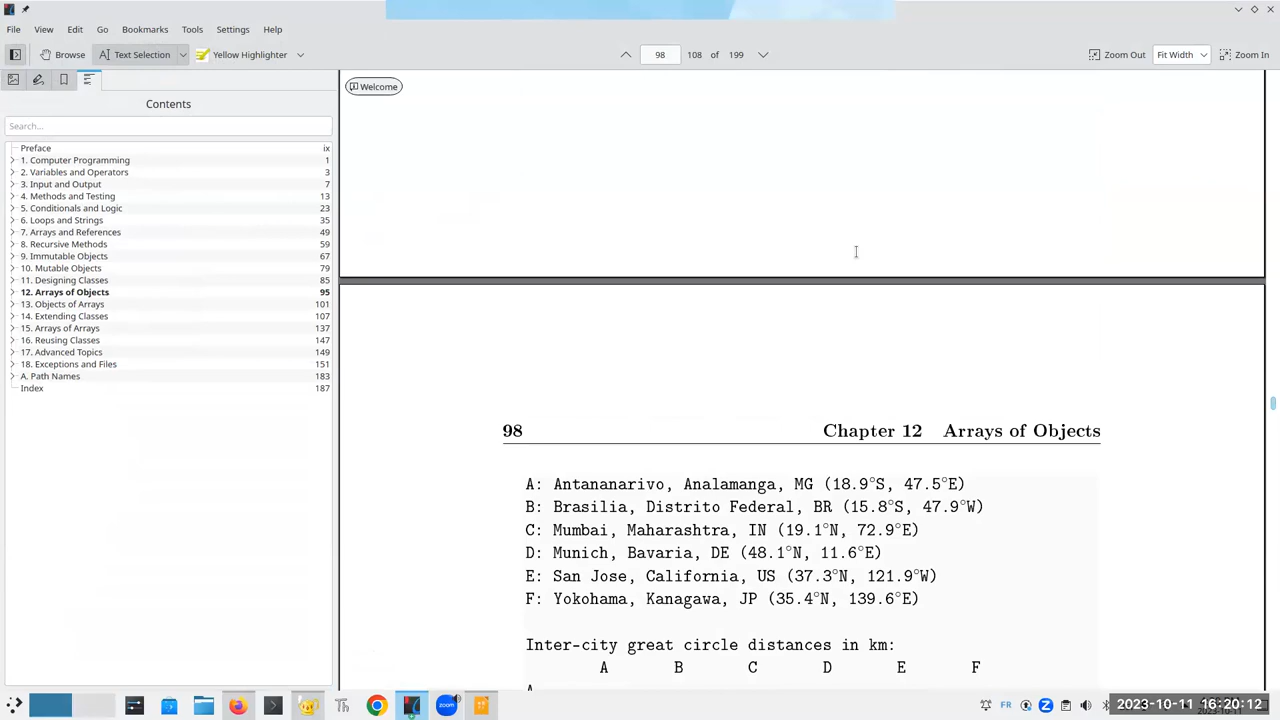 File View Edit Go Bookmarks Tools Settings Help
Browse Text Selection Yellow Highlighter 98 108 of 199 Zoom Out Fit Width Zoom In
Contents
Search...
Preface ix
1. Computer Programming 1
2. Variables and Operators 3
3. Input and Output 7
4. Methods and Testing 13
5. Conditionals and Logic 23
6. Loops and Strings 35
7. Arrays and References 49
8. Recursive Methods 59
9. Immutable Objects 67
10. Mutable Objects 79
11. Designing Classes 85
12. Arrays of Objects 95
13. Objects of Arrays 101
14. Extending Classes 107
15. Arrays of Arrays 137
16. Reusing Classes 147
17. Advanced Topics 149
18. Exceptions and Files 151
A. Path Names 183
Index 187
Welcome
98 Chapter 12 Arrays of Objects
A: Antananarivo, Analamanga, MG (18.9°S, 47.5°E)
B: Brasilia, Distrito Federal, BR (15.8°S, 47.9°W)
C: Mumbai, Maharashtra, IN (19.1°N, 72.9°E)
D: Munich, Bavaria, DE (48.1°N, 11.6°E)
E: San Jose, California, US (37.3°N, 121.9°W)
F: Yokohama, Kanagawa, JP (35.4°N, 139.6°E)
Inter-city great circle distances in km:
A B C D E F
zoom FR 2023-10-11 16:20:12